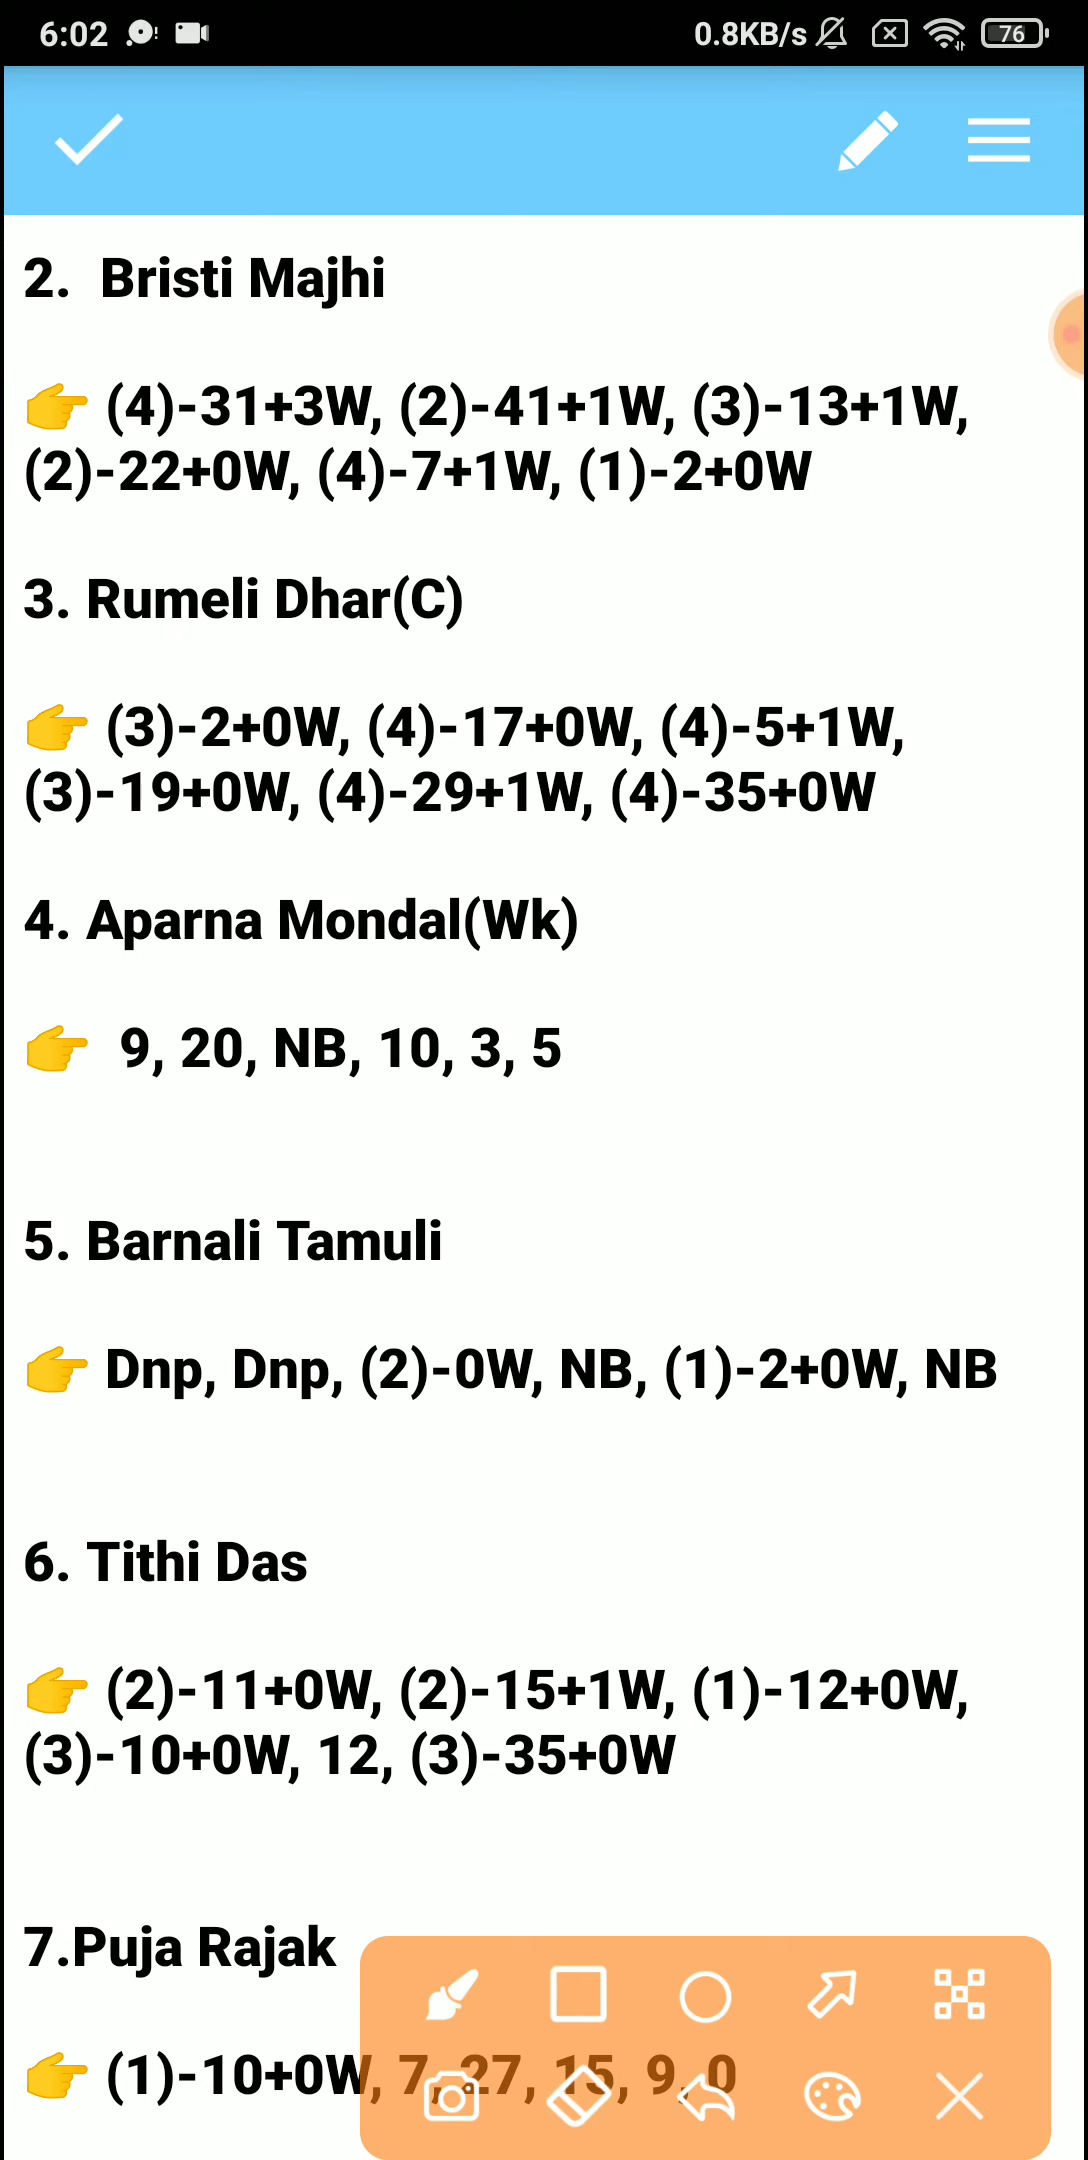 6:02
0.8KB/s
76
2. Bristi Majhi
👉 (4)-31+3W, (2)-41+1W, (3)-13+1W,
(2)-22+0W, (4)-7+1W, (1)-2+0W
3. Rumeli Dhar(C)
👉 (3)-2+0W, (4)-17+0W, (4)-5+1W,
(3)-19+0W, (4)-29+1W, (4)-35+0W
4. Aparna Mondal(Wk)
👉 9, 20, NB, 10, 3, 5
5. Barnali Tamuli
👉 Dnp, Dnp, (2)-0W, NB, (1)-2+0W, NB
6. Tithi Das
👉 (2)-11+0W, (2)-15+1W, (1)-12+0W,
(3)-10+0W, 12, (3)-35+0W
7.Puja Rajak
👉 (1)-10+0W, 7, 27, 15, 9, 0